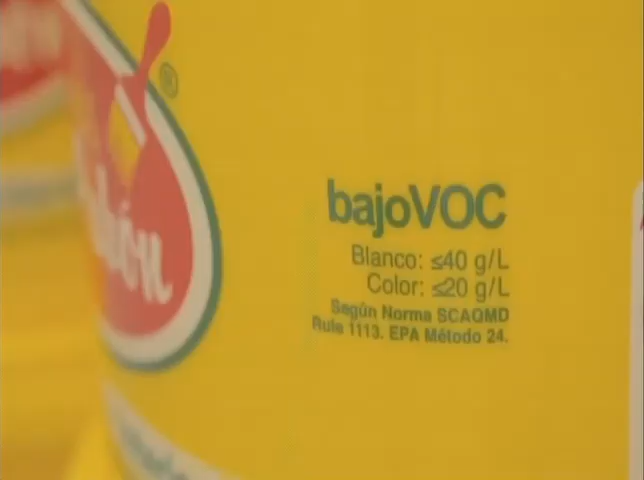 ®
bajoVOC
Blanco: ≤40 g/L
Color: ≤20 g/L
Según Norma SCAQMD
Rule 1113. EPA Método 24.